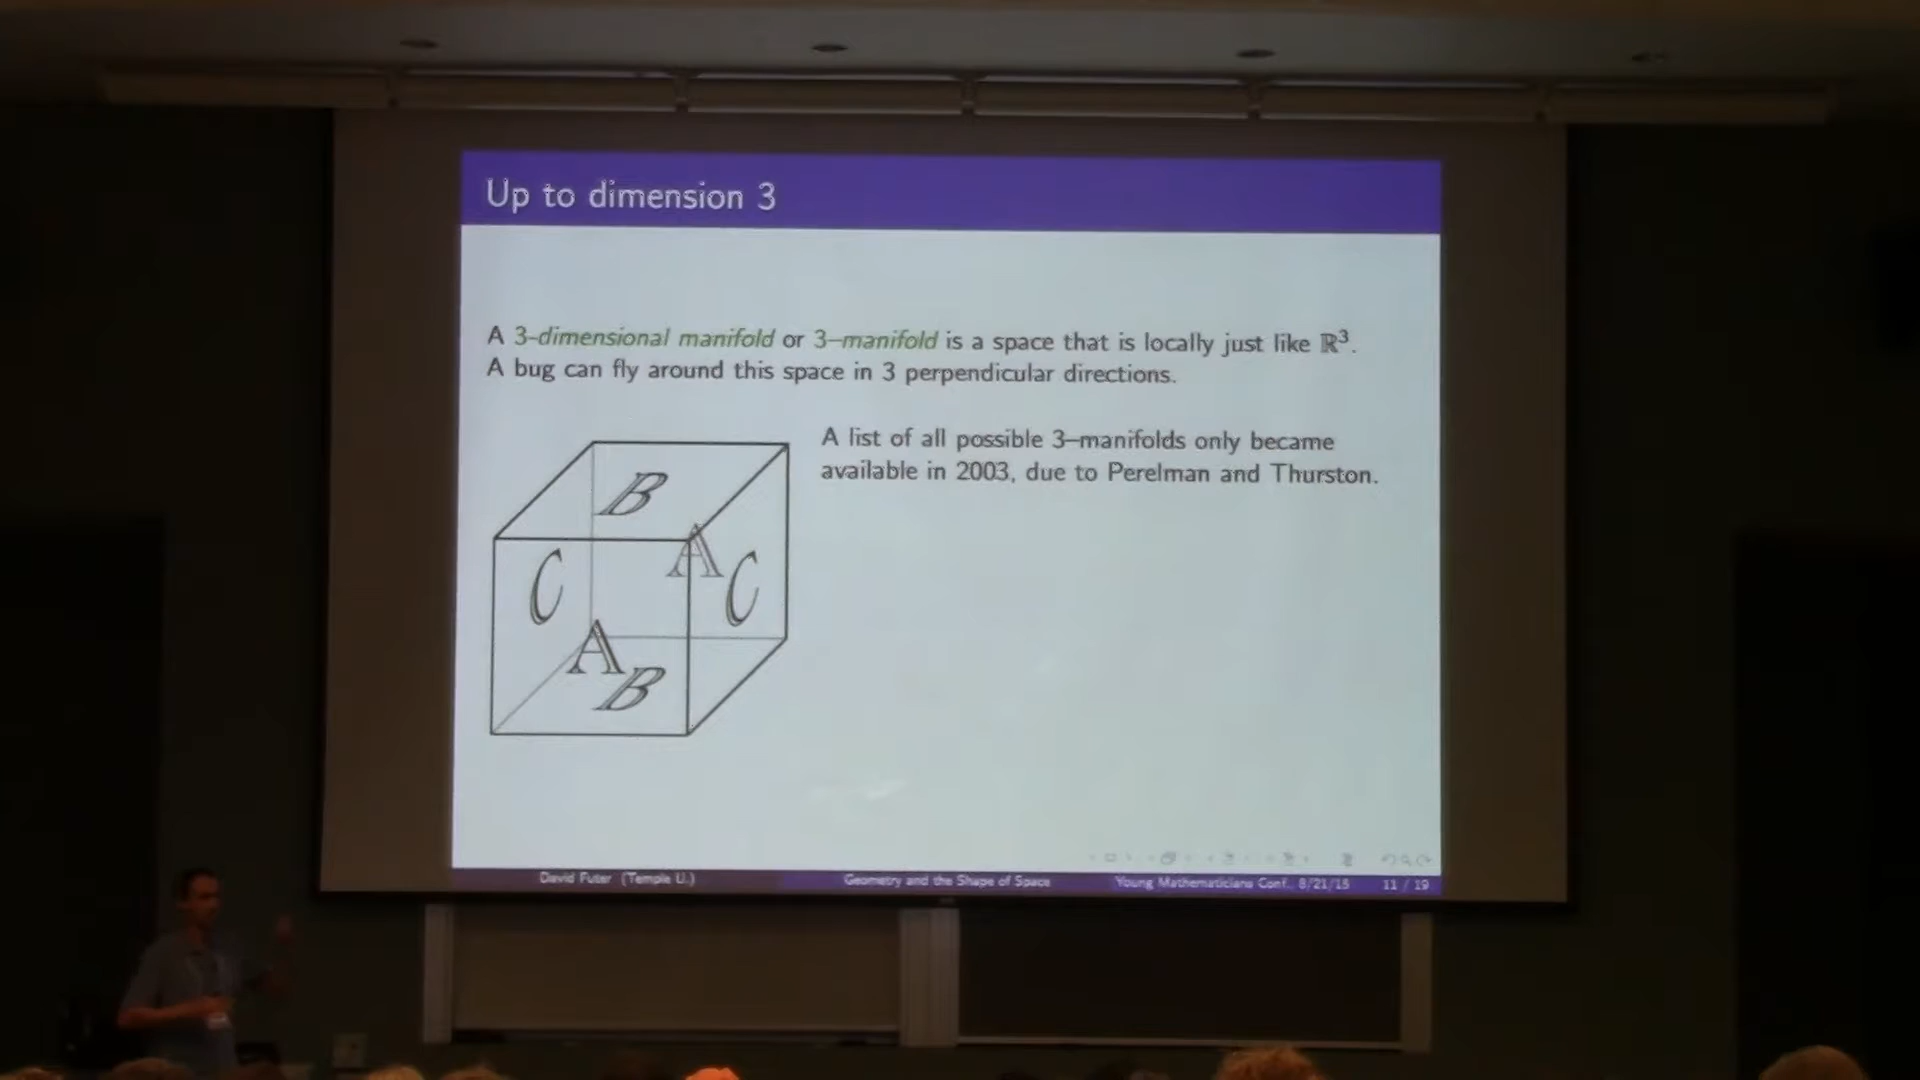 Up to dimension 3
A 3-dimensional manifold or 3–manifold is a space that is locally just like ℝ³.
A bug can fly around this space in 3 perpendicular directions.
A list of all possible 3–manifolds only became
available in 2003, due to Perelman and Thurston.
B
A
C
C
A
B
David Futer (Temple U.)
Geometry and the Shape of Space
Young Mathematicians Conf., 8/21/15
11 / 19